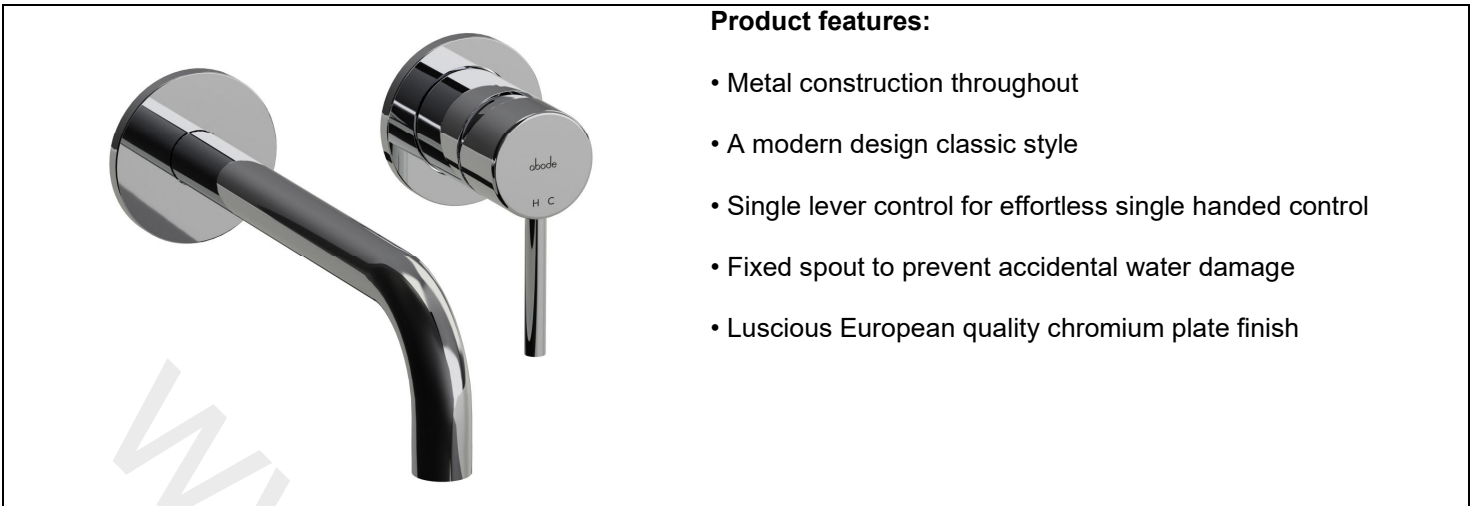 Product features:
• Metal construction throughout
• A modern design classic style
• Single lever control for effortless single handed control
• Fixed spout to prevent accidental water damage
• Luscious European quality chromium plate finish
abode
H C